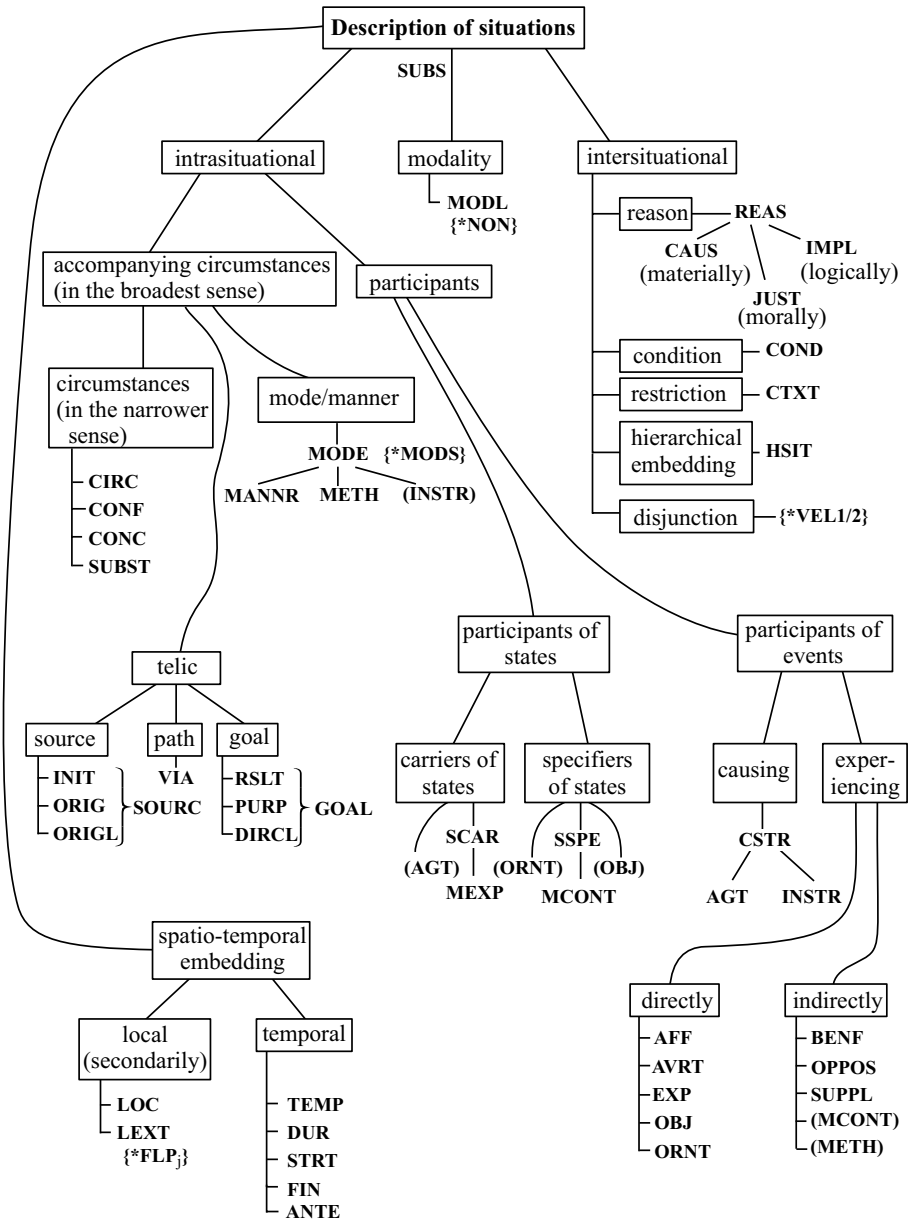 Description of situations
SUBS
intrasituational
modality
intersituational
MODL
{*NON}
reason
REAS
CAUS
(materially)
IMPL
(logically)
JUST
(morally)
accompanying circumstances
(in the broadest sense)
participants
condition
COND
restriction
CTXT
hierarchical
embedding
HSIT
disjunction
{*VEL1/2}
circumstances
(in the narrower
sense)
mode/manner
MODE {*MODS}
MANNR METH (INSTR)
CIRC
CONF
CONC
SUBST
participants of
states
participants of
events
telic
source
path
goal
INIT
ORIG
ORIGL
SOURC
VIA
RSLT
PURP
DIRCL
GOAL
carriers of
states
specifiers
of states
causing
exper-
iencing
SCAR
(AGT)
MEXP
SSPE
(ORNT)
(OBJ)
MCONT
CSTR
AGT
INSTR
spatio-temporal
embedding
local
(secondarily)
temporal
LOC
LEXT
{*FLPj}
TEMP
DUR
STRT
FIN
ANTE
directly
indirectly
AFF
AVRT
EXP
OBJ
ORNT
BENF
OPPOS
SUPPL
(MCONT)
(METH)